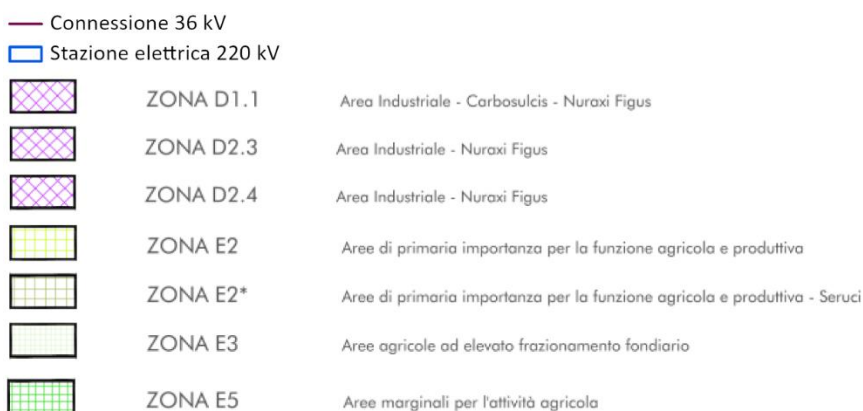 Connessione 36 kV
Stazione elettrica 220 kV
ZONA D1.1 Area Industriale - Carbosulcis - Nuraxi Figus
ZONA D2.3 Area Industriale - Nuraxi Figus
ZONA D2.4 Area Industriale - Nuraxi Figus
ZONA E2 Aree di primaria importanza per la funzione agricola e produttiva
ZONA E2* Aree di primaria importanza per la funzione agricola e produttiva - Seruci
ZONA E3 Aree agricole ad elevato frazionamento fondiario
ZONA E5 Aree marginali per l'attività agricola